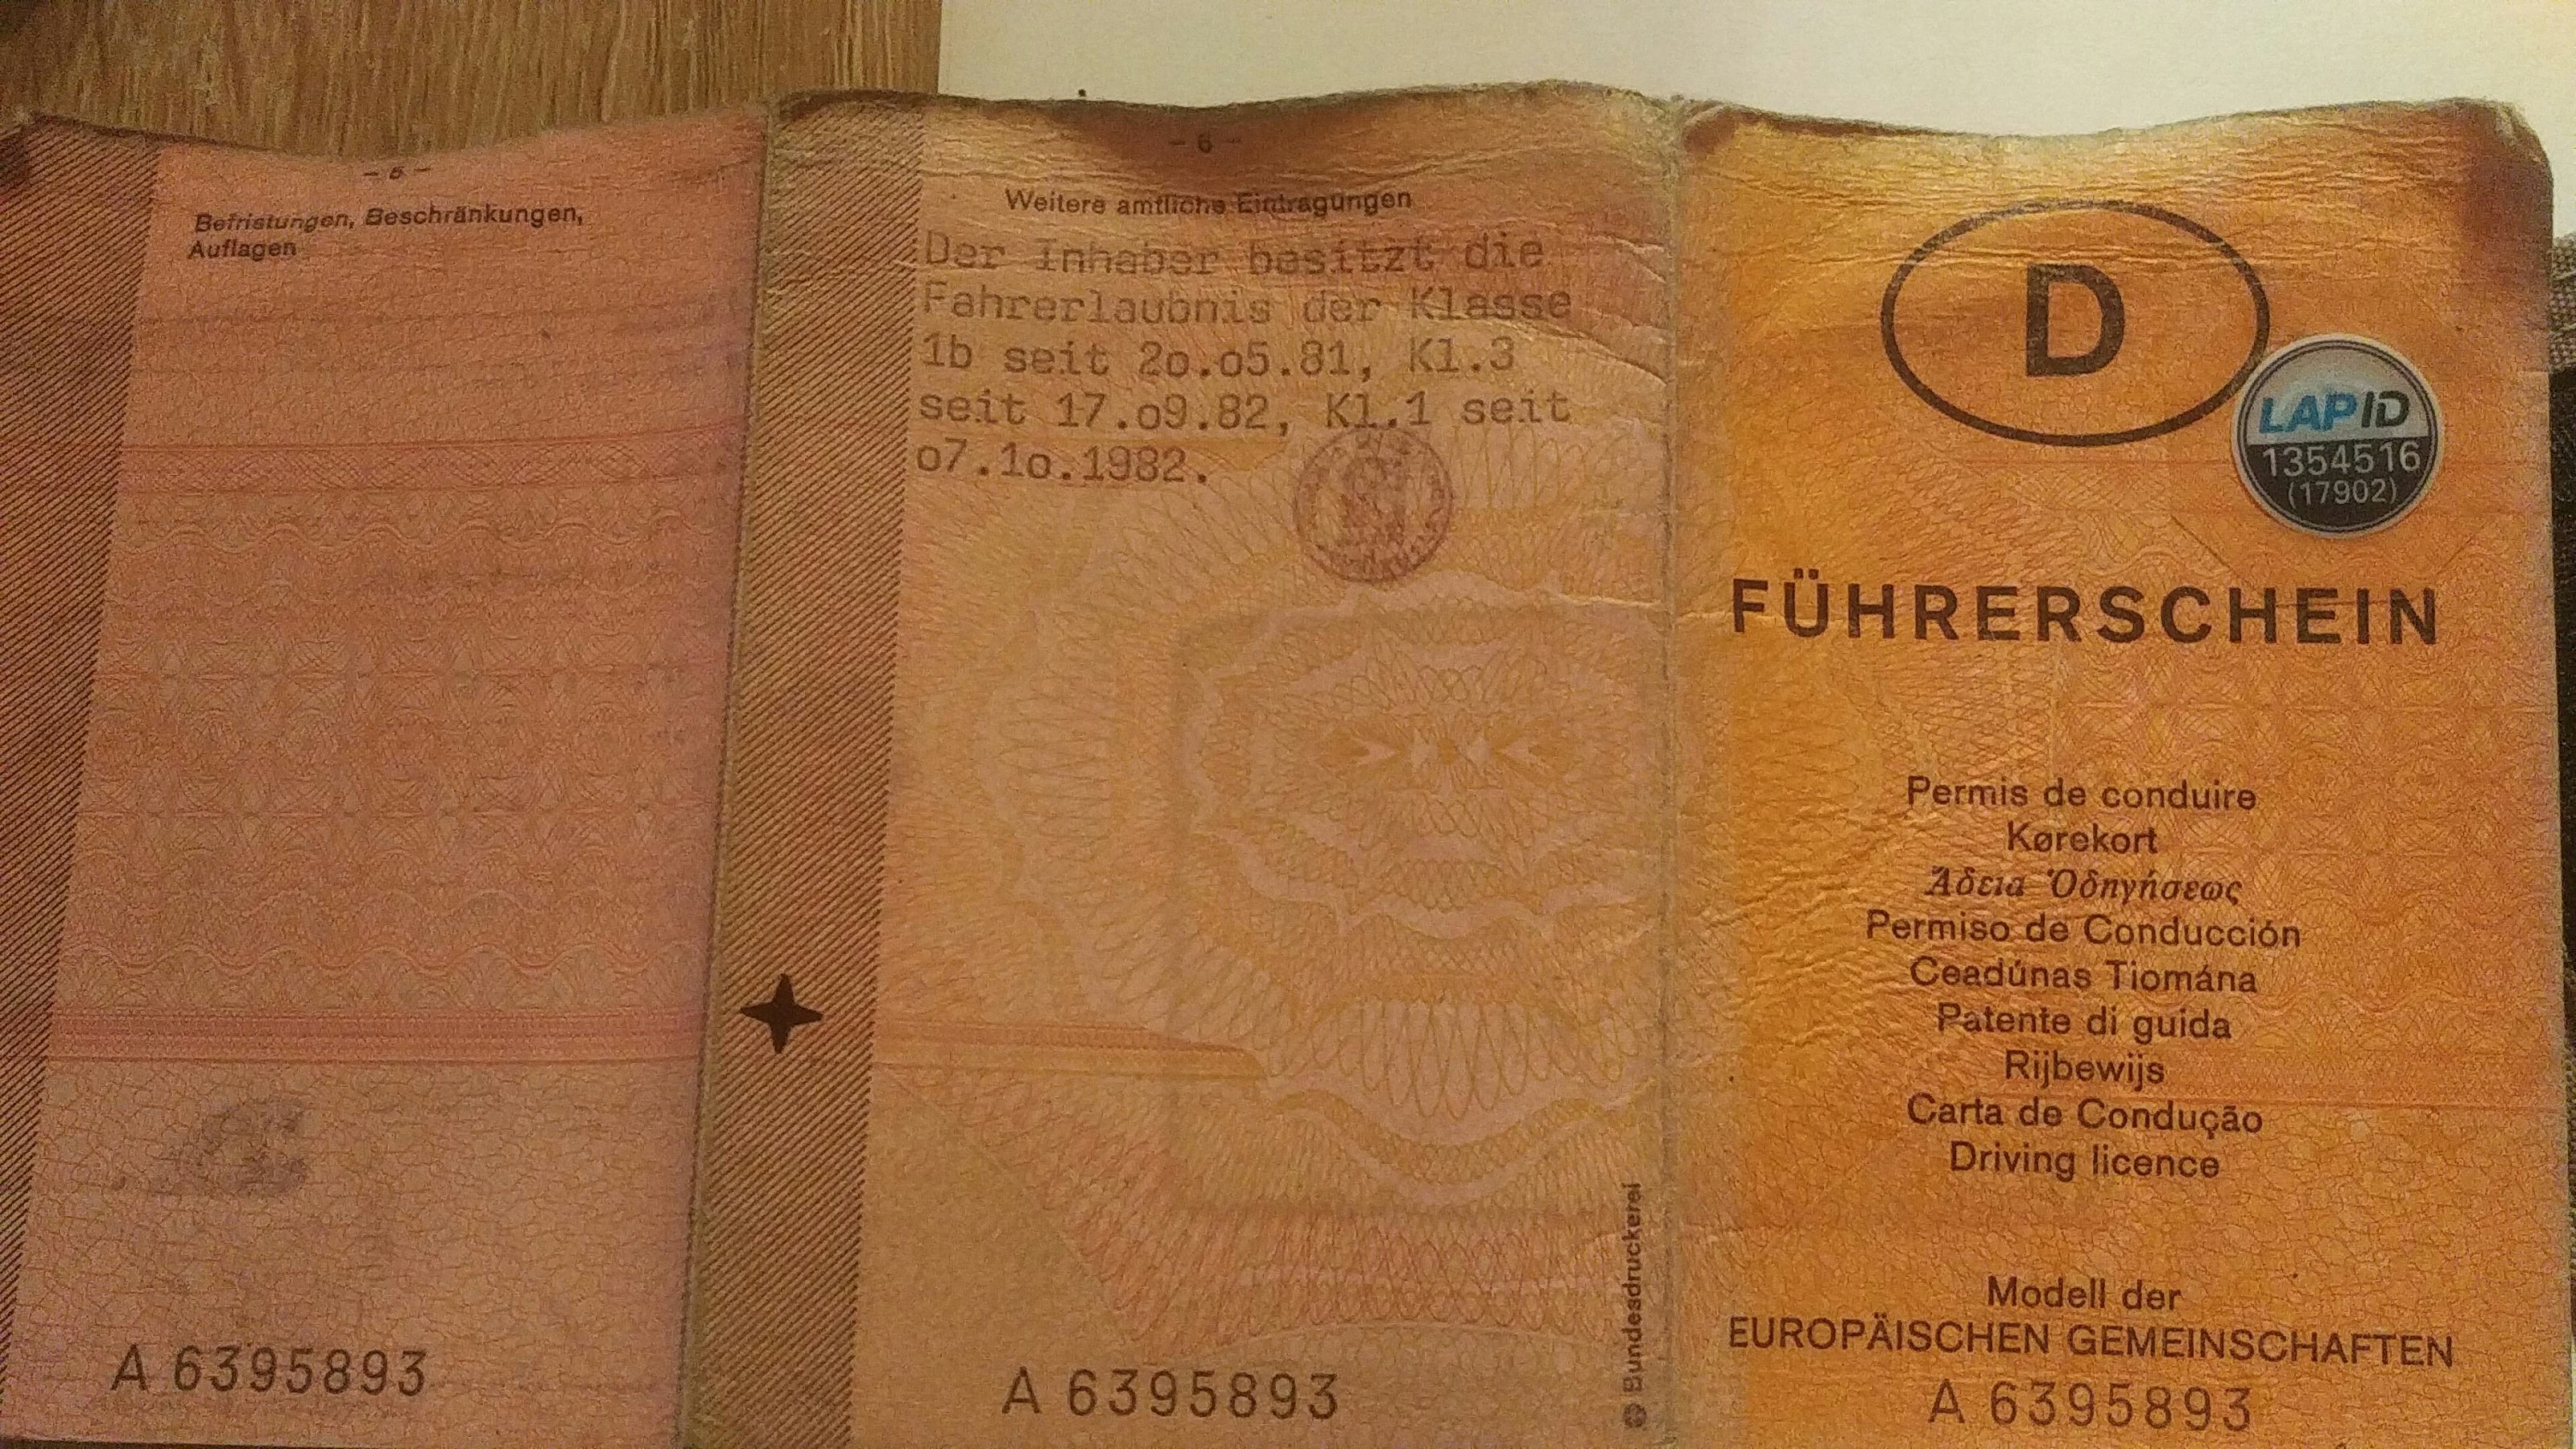 - 5 -
Befristungen, Beschränkungen,
Auflagen
A 6395893
- 6 -
Weitere amtliche Eintragungen
Der Inhaber besitzt die
Fahrerlaubnis der Klasse
1b seit 2o.o5.81, Kl.3
seit 17.o9.82, Kl.1 seit
o7.1o.1982.
Bundesdruckerei
A 6395893
D
LAPID
1354516
(17902)
FÜHRERSCHEIN
Permis de conduire
Kørekort
Ἄδεια Ὁδηγήσεως
Permiso de Conducción
Ceadúnas Tiomána
Patente di guida
Rijbewijs
Carta de Condução
Driving licence
Modell der
EUROPÄISCHEN GEMEINSCHAFTEN
A 6395893